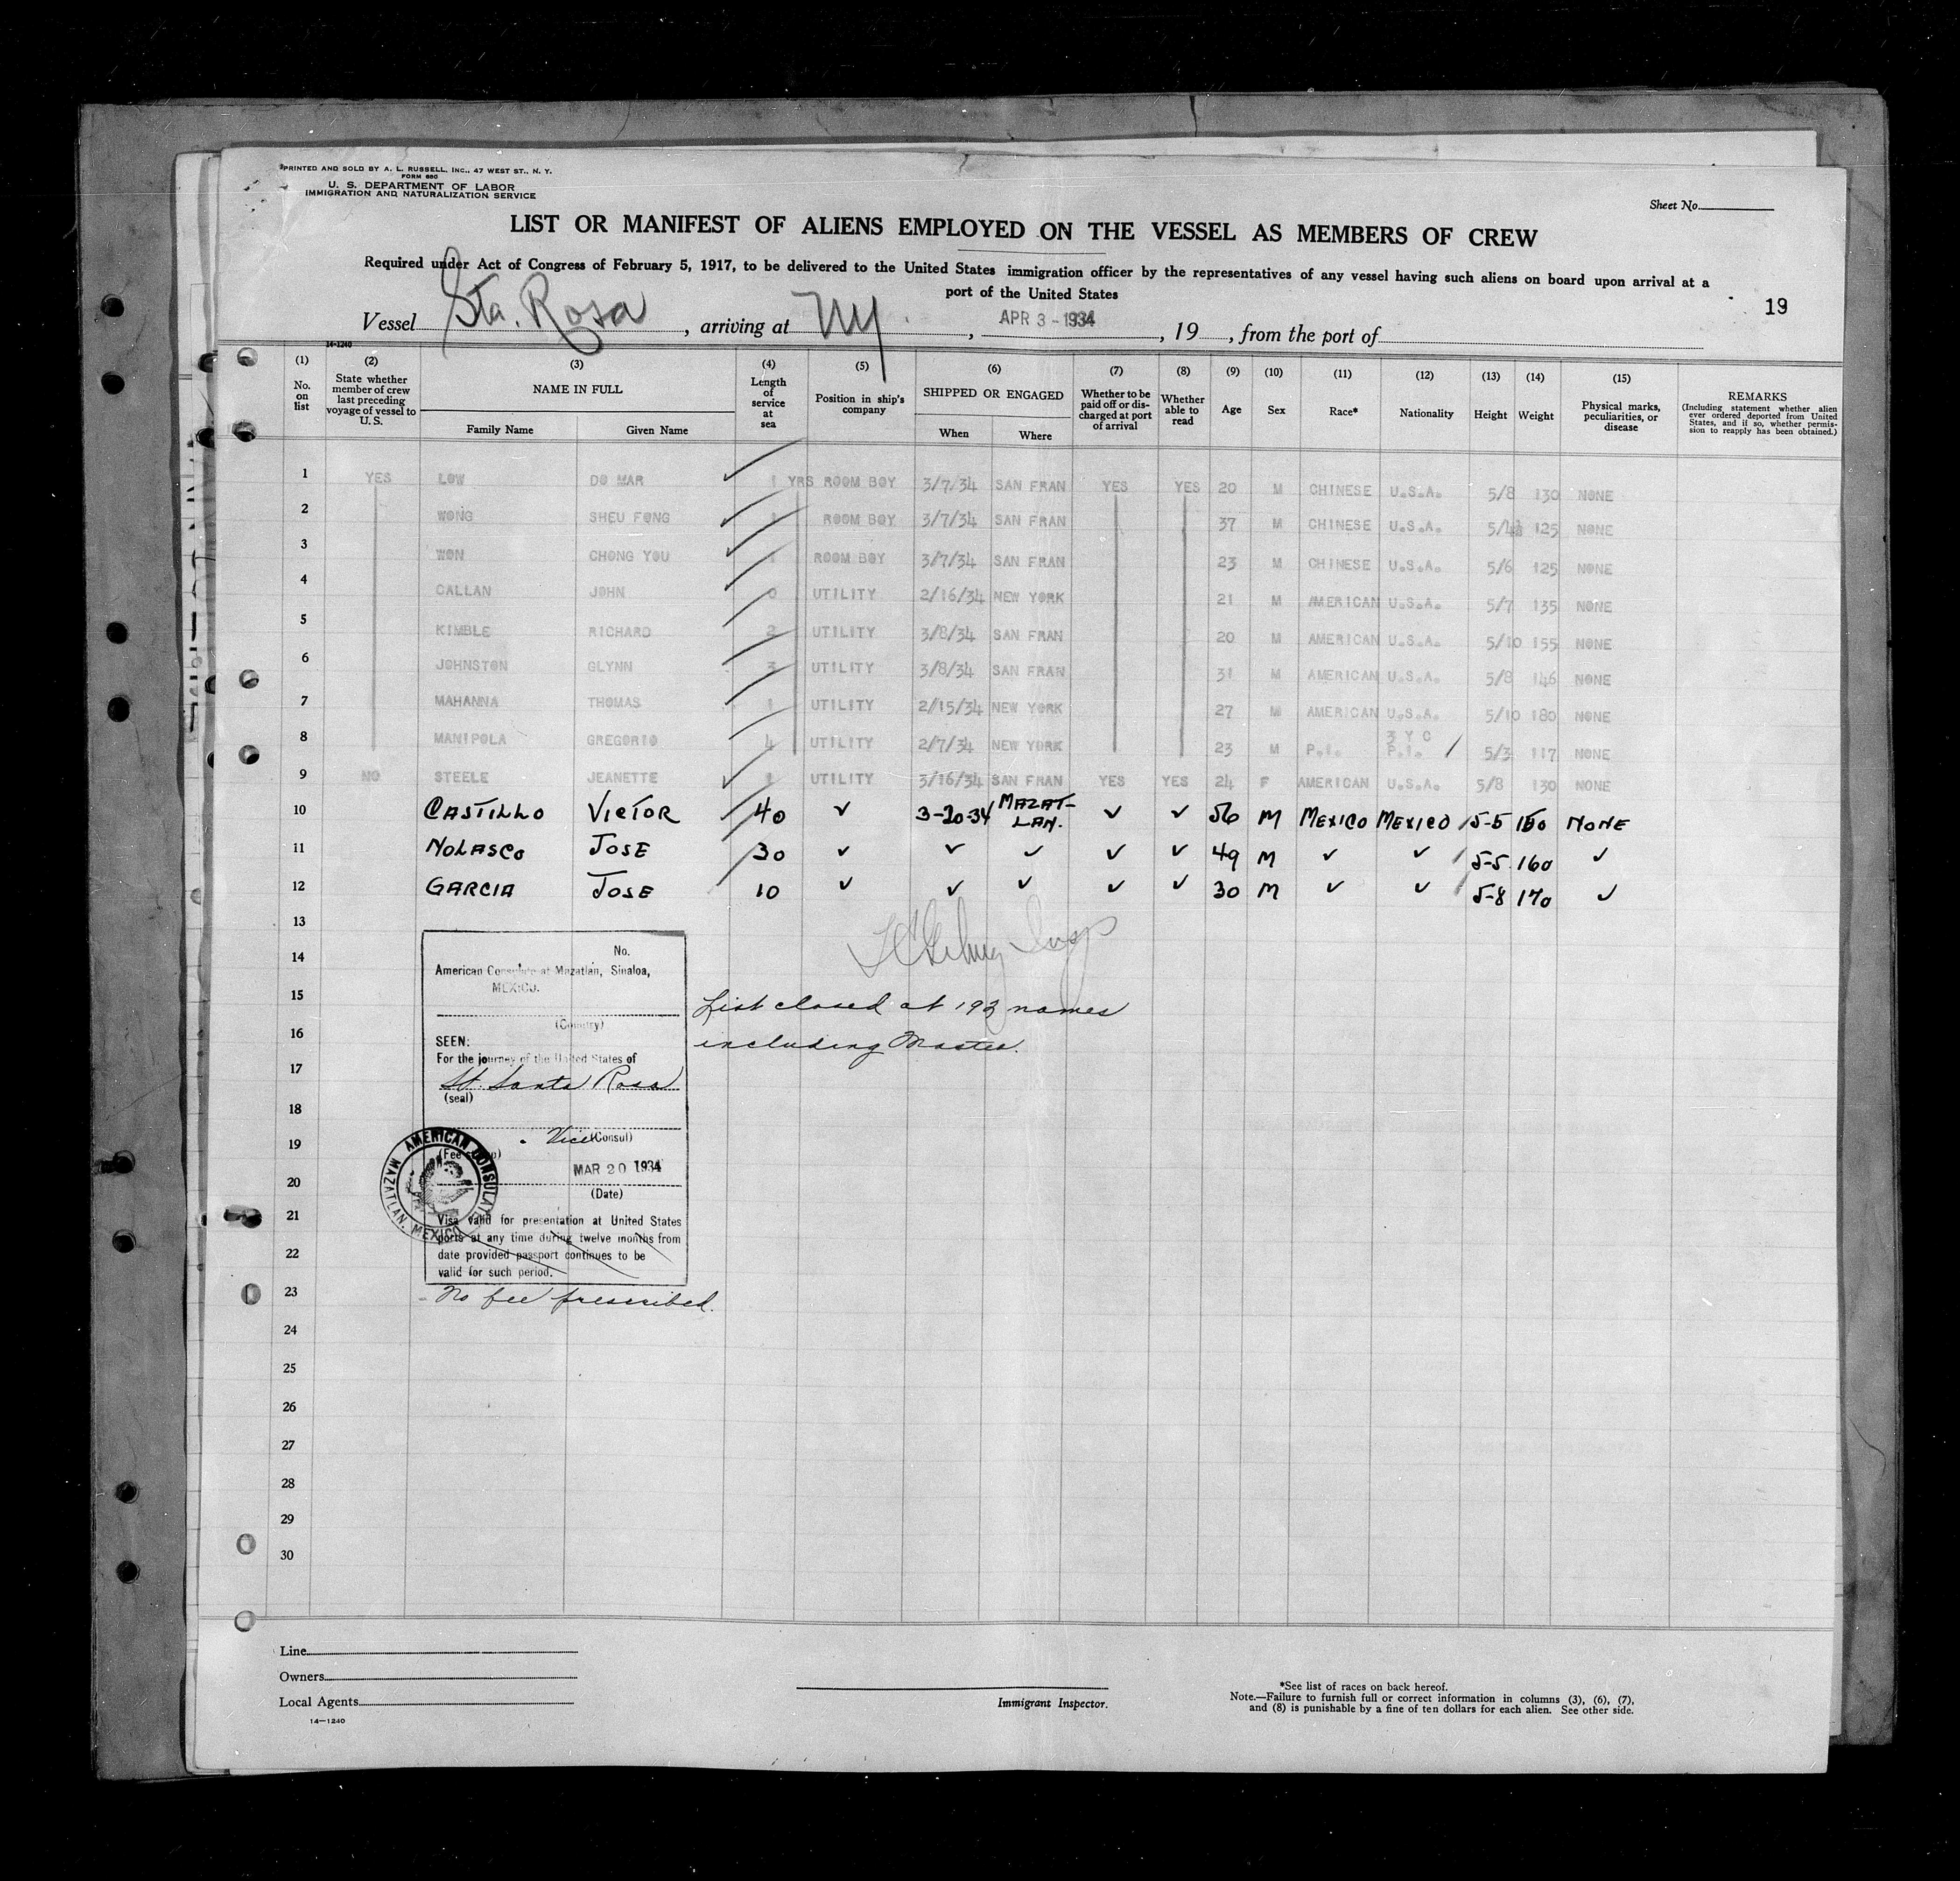 PRINTED AND SOLD BY A. L. RUSSELL, INC., 47 WEST ST., N. Y.
FORM 680
U. S. DEPARTMENT OF LABOR
IMMIGRATION AND NATURALIZATION SERVICE
Sheet No.
LIST OR MANIFEST OF ALIENS EMPLOYED ON THE VESSEL AS MEMBERS OF CREW
Required under Act of Congress of February 5, 1917, to be delivered to the United States immigration officer by the representatives of any vessel having such aliens on board upon arrival at a
port of the United States
19
Vessel Sta. Rosa, arriving at NY., APR 3 - 1934, 19, from the port of
14-1240
(1) No. on list
(2) State whether member of crew last preceding voyage of vessel to U. S.
(3) NAME IN FULL
Family Name Given Name
(4) Length of service at sea
(5) Position in ship's company
(6) SHIPPED OR ENGAGED
When Where
(7) Whether to be paid off or discharged at port of arrival
(8) Whether able to read
(9) Age
(10) Sex
(11) Race*
(12) Nationality
(13) Height
(14) Weight
(15) Physical marks, peculiarities, or disease
REMARKS
(Including statement whether alien ever ordered deported from United States, and if so, whether permission to reapply has been obtained.)
1 YES LOW DO MAR 1 YRS ROOM BOY 3/7/34 SAN FRAN YES YES 20 M CHINESE U.S.A. 5/8 130 NONE
2 WONG SHEU FONG 1 ROOM BOY 3/7/34 SAN FRAN 37 M CHINESE U.S.A. 5/4½ 125 NONE
3 WON CHONG YOU 1 ROOM BOY 3/7/34 SAN FRAN 23 M CHINESE U.S.A. 5/6 125 NONE
4 CALLAN JOHN 0 UTILITY 2/16/34 NEW YORK 21 M AMERICAN U.S.A. 5/7 135 NONE
5 KIMBLE RICHARD 2 UTILITY 3/8/34 SAN FRAN 20 M AMERICAN U.S.A. 5/10 155 NONE
6 JOHNSTON GLYNN 3 UTILITY 3/8/34 SAN FRAN 31 M AMERICAN U.S.A. 5/8 146 NONE
7 MAHANNA THOMAS 1 UTILITY 2/15/34 NEW YORK 27 M AMERICAN U.S.A. 5/10 180 NONE
8 MANIPOLA GREGORIO 4 UTILITY 2/7/34 NEW YORK 23 M P.I. 3 Y C P.I. / 5/3 117 NONE
9 NO STEELE JEANETTE 1 UTILITY 3/16/34 SAN FRAN YES YES 24 F AMERICAN U.S.A. 5/8 130 NONE
10 CASTILLO VICTOR 40 ✓ 3-20-34 MAZAT-LAN. ✓ ✓ 56 M MEXICO MEXICO 5-5 150 NONE
11 NOLASCO JOSE 30 ✓ ✓ ✓ ✓ ✓ 49 M ✓ ✓ 5-5 160 ✓
12 GARCIA JOSE 10 ✓ ✓ ✓ ✓ ✓ 30 M ✓ ✓ 5-8 170 ✓
13
14
15
16
17
18
19
20
21
22
23
24
25
26
27
28
29
30
List closed at 193 names
including Master.
No.
American Consulate at Mazatlan, Sinaloa,
MEXICO.
(Country)
SEEN:
For the journey of the United States of
SS. Santa Rosa
(seal)
Vice (Consul)
(Fee stamp)
MAR 20 1934
(Date)
Visa valid for presentation at United States
ports at any time during twelve months from
date provided passport continues to be
valid for such period.
AMERICAN CONSULATE
MAZATLAN, MEXICO
No fee prescribed.
Line
Owners
Local Agents
14—1240
Immigrant Inspector.
*See list of races on back hereof.
Note.—Failure to furnish full or correct information in columns (3), (6), (7),
and (8) is punishable by a fine of ten dollars for each alien. See other side.